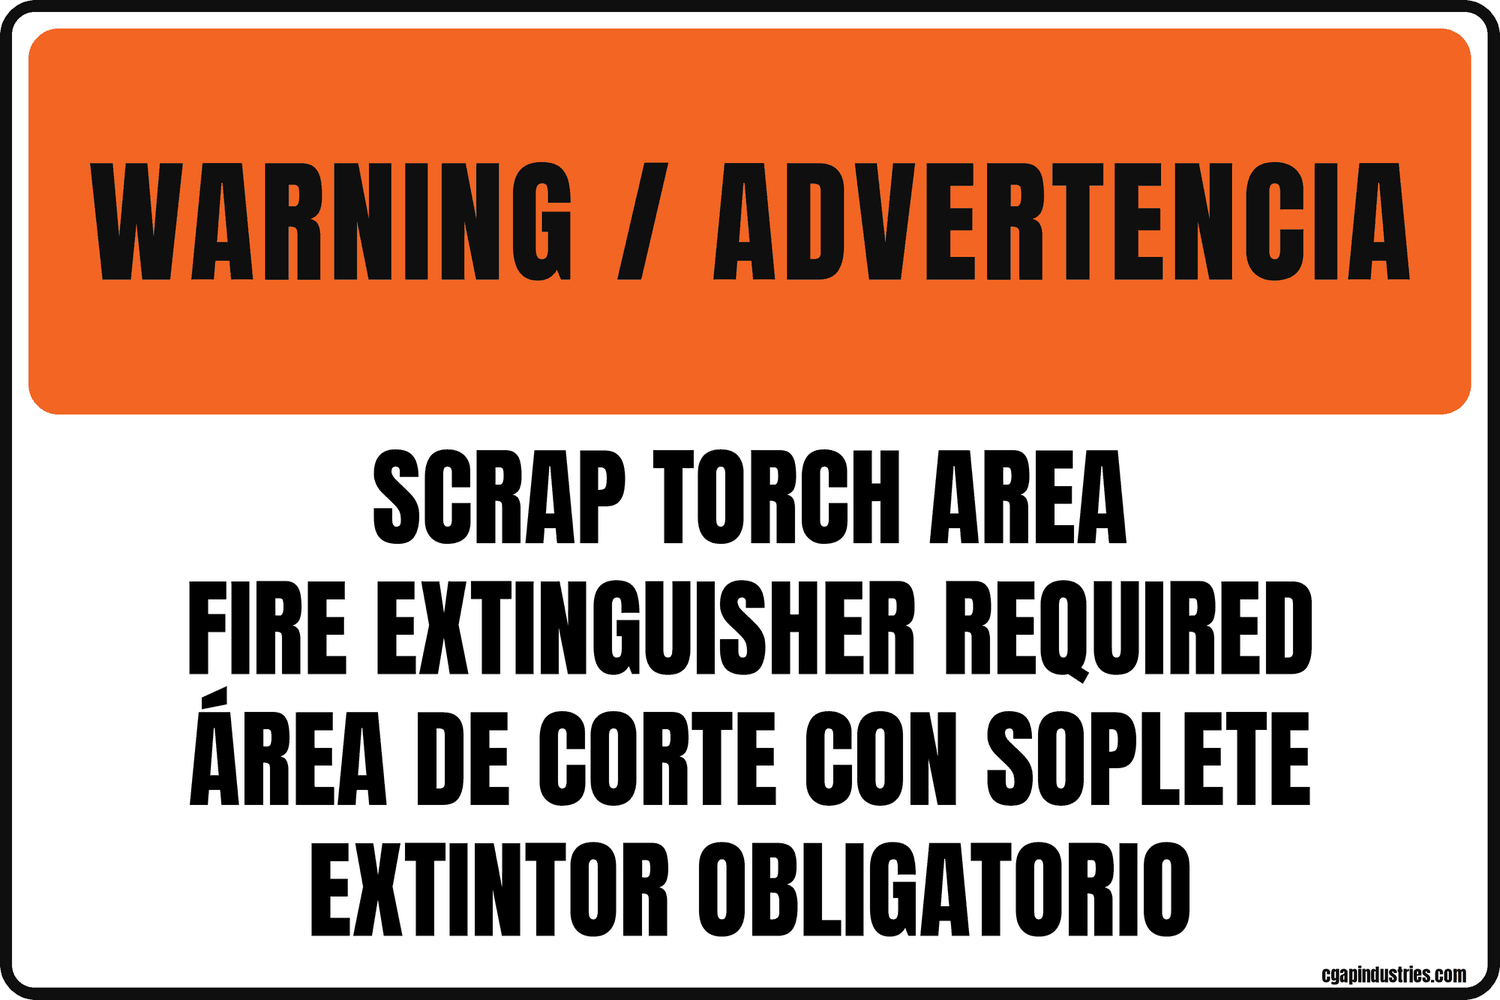 WARNING / ADVERTENCIA
SCRAP TORCH AREA
FIRE EXTINGUISHER REQUIRED
ÁREA DE CORTE CON SOPLETE
EXTINTOR OBLIGATORIO
cgapindustries.com